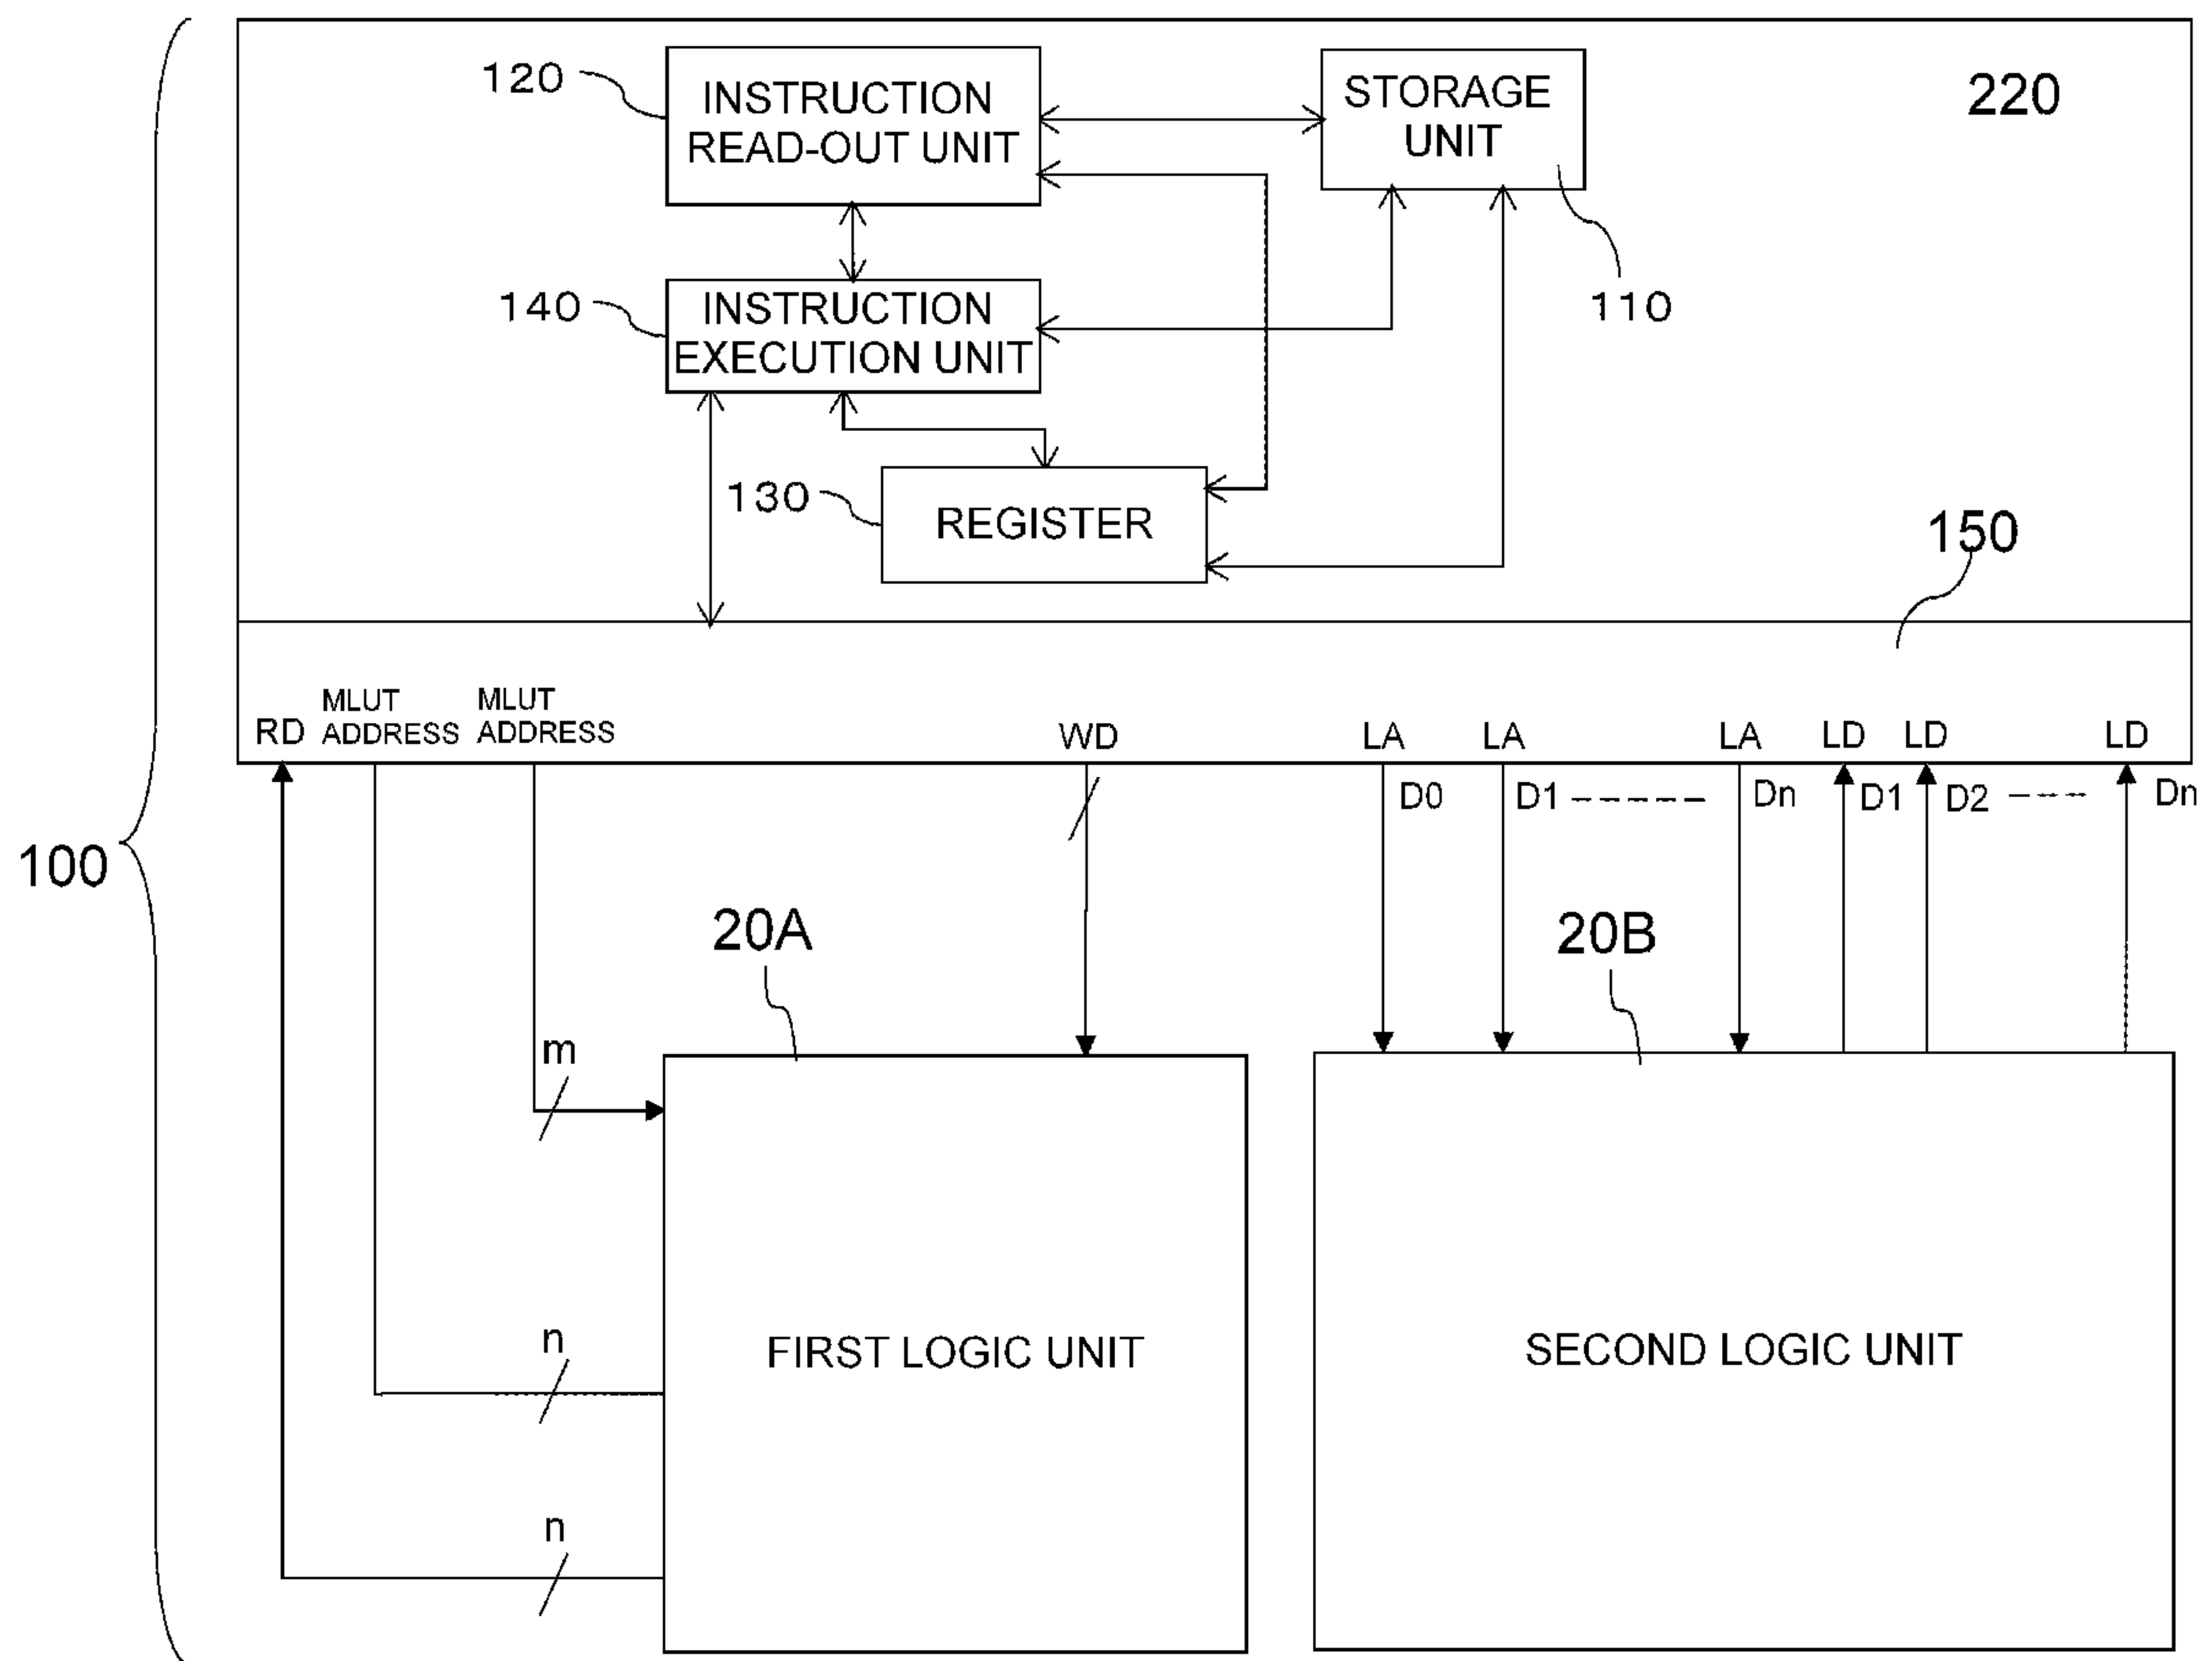 120
INSTRUCTION
READ-OUT UNIT
STORAGE
UNIT
220
110
140
INSTRUCTION
EXECUTION UNIT
130
REGISTER
150
RD
MLUT
ADDRESS
MLUT
ADDRESS
WD
LA
LA
LA
LD
LD
LD
D0
D1
Dn
D1
D2
Dn
100
20A
20B
m
n
n
FIRST LOGIC UNIT
SECOND LOGIC UNIT